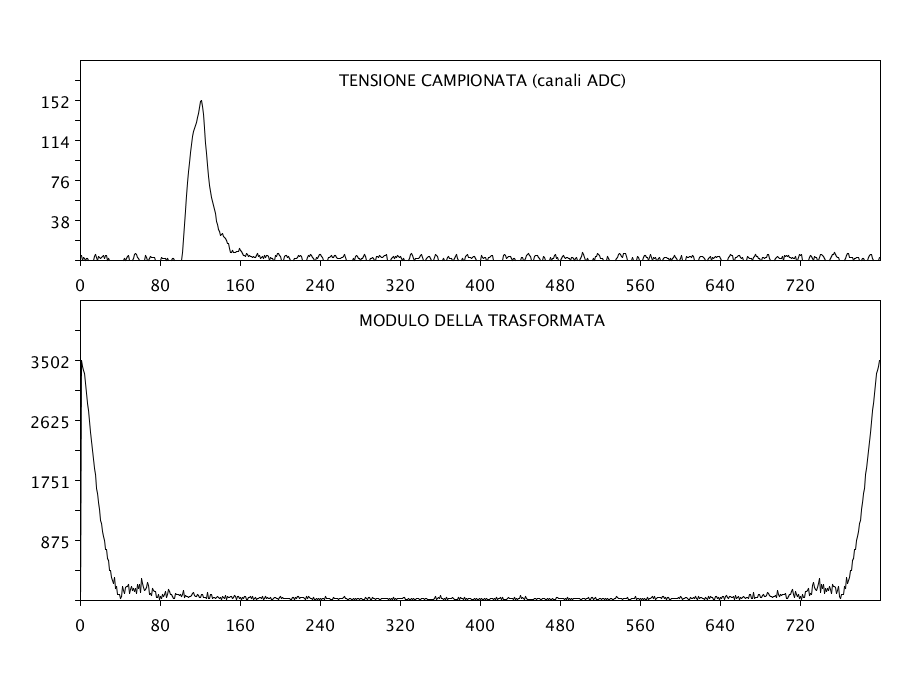 TENSIONE CAMPIONATA (canali ADC)
152
114
76
38
0 80 160 240 320 400 480 560 640 720
MODULO DELLA TRASFORMATA
3502
2625
1751
875
0 80 160 240 320 400 480 560 640 720